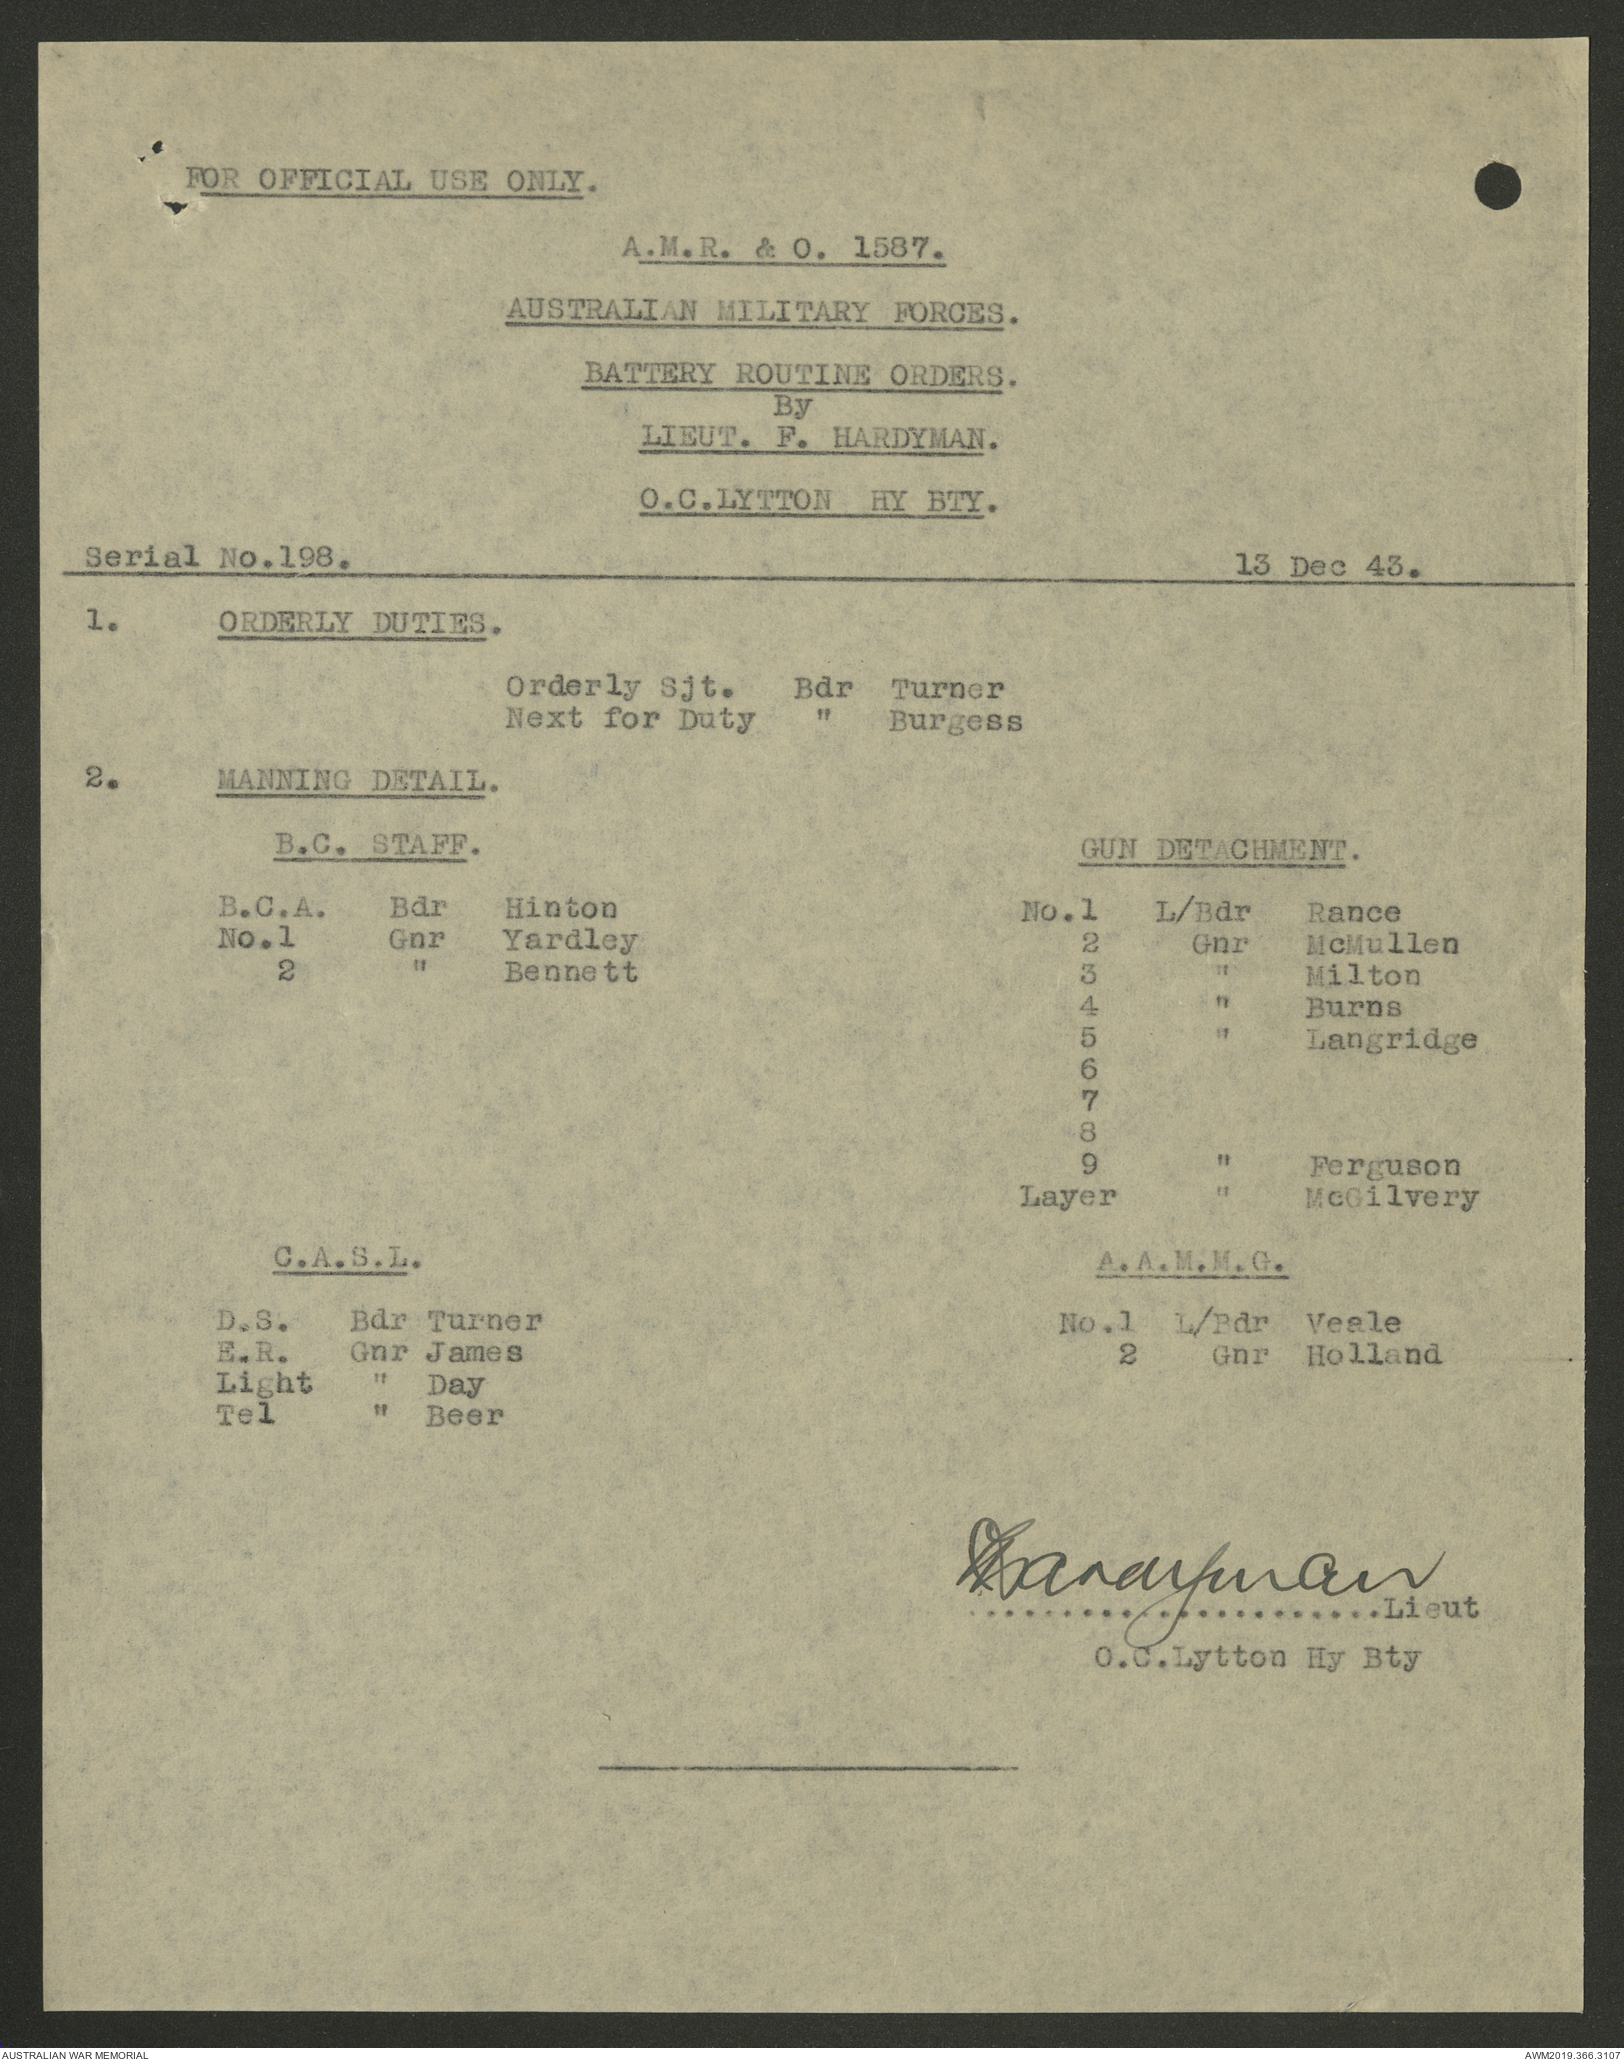 FOR OFFICIAL USE ONLY.
A.M.R. & O. 1587.
AUSTRALIAN MILITARY FORCES.
BATTERY ROUTINE ORDERS.
By
LIEUT. F. HARDYMAN.
O.C.LYTTON HY BTY.
Serial No.198. 13 Dec 43.
1. ORDERLY DUTIES.
Orderly Sjt. Bdr Turner
Next for Duty " Burgess
2. MANNING DETAIL.
B.C. STAFF.
B.C.A. Bdr Hinton
No.1 Gnr Yardley
2 " Bennett
GUN DETACHMENT.
No.1 L/Bdr Rance
2 Gnr McMullen
3 " Milton
4 " Burns
5 " Langridge
6
7
8
9 " Ferguson
Layer " McGilvery
C.A.S.L.
D.S. Bdr Turner
E.R. Gnr James
Light " Day
Tel " Beer
A.A.M.M.G.
No.1 L/Bdr Veale
2 Gnr Holland
Hardyman
......................Lieut
O.C.Lytton Hy Bty
AUSTRALIAN WAR MEMORIAL AWM2019.366.3107